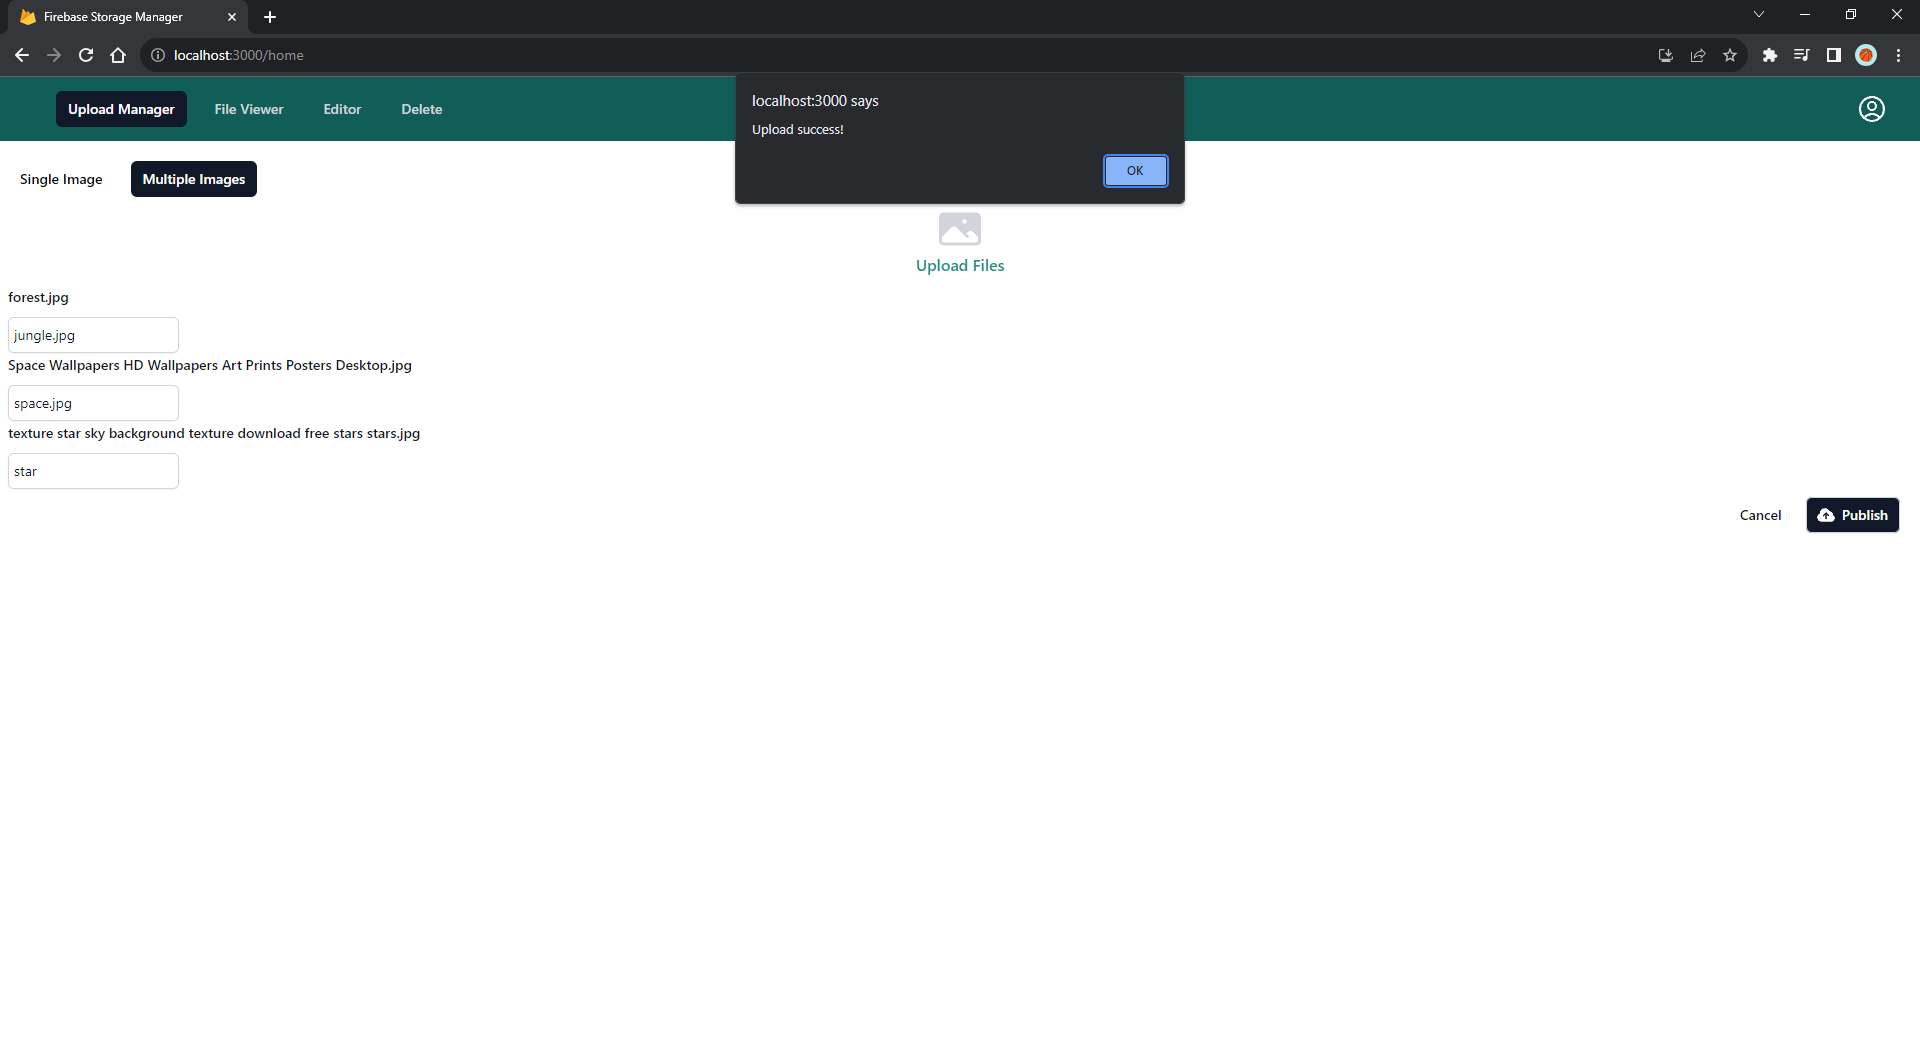 Firebase Storage Manager
localhost:3000/home
Upload Manager File Viewer Editor Delete
localhost:3000 says
Upload success!
OK
Single Image Multiple Images
Upload Files
forest.jpg
jungle.jpg
Space Wallpapers HD Wallpapers Art Prints Posters Desktop.jpg
space.jpg
texture star sky background texture download free stars stars.jpg
star
Cancel Publish